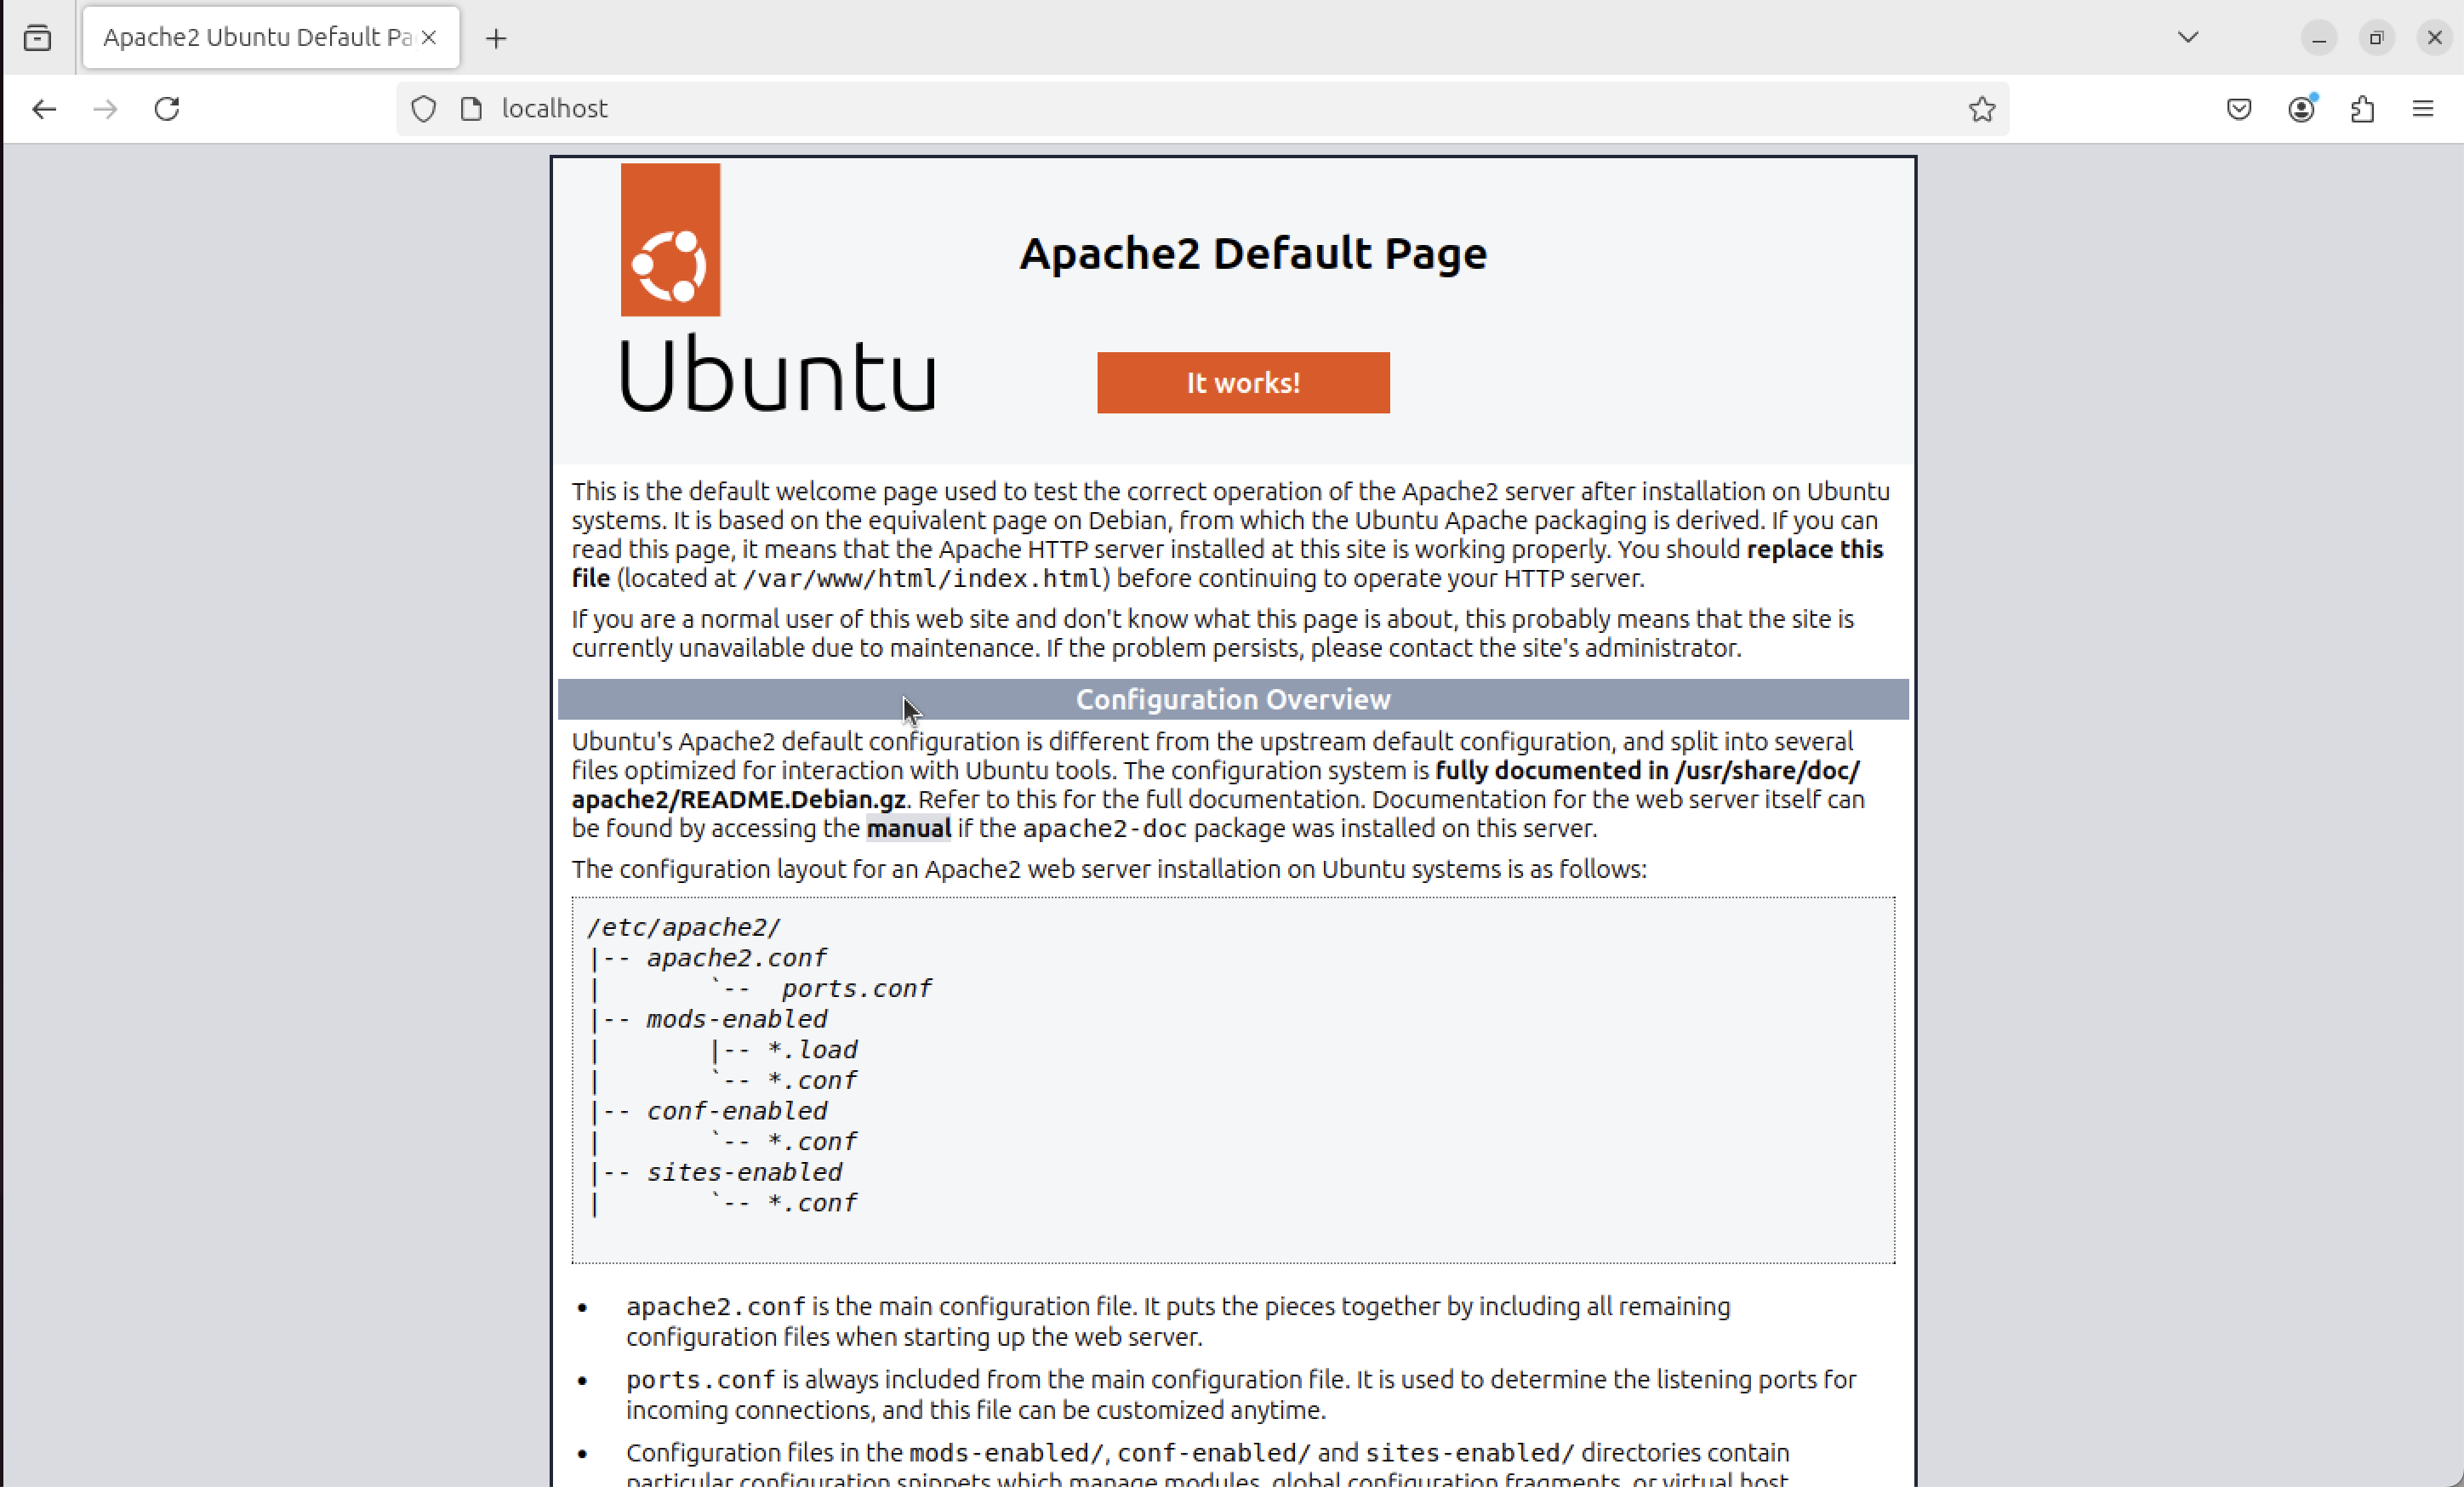 Apache2 Ubuntu Default Pa
localhost
Apache2 Default Page
Ubuntu
It works!
This is the default welcome page used to test the correct operation of the Apache2 server after installation on Ubuntu
systems. It is based on the equivalent page on Debian, from which the Ubuntu Apache packaging is derived. If you can
read this page, it means that the Apache HTTP server installed at this site is working properly. You should replace this
file (located at /var/www/html/index.html) before continuing to operate your HTTP server.
If you are a normal user of this web site and don't know what this page is about, this probably means that the site is
currently unavailable due to maintenance. If the problem persists, please contact the site's administrator.
Configuration Overview
Ubuntu's Apache2 default configuration is different from the upstream default configuration, and split into several
files optimized for interaction with Ubuntu tools. The configuration system is fully documented in /usr/share/doc/
apache2/README.Debian.gz. Refer to this for the full documentation. Documentation for the web server itself can
be found by accessing the manual if the apache2-doc package was installed on this server.
The configuration layout for an Apache2 web server installation on Ubuntu systems is as follows:
/etc/apache2/
|-- apache2.conf
|       `--  ports.conf
|-- mods-enabled
|       |-- *.load
|       `-- *.conf
|-- conf-enabled
|       `-- *.conf
|-- sites-enabled
|       `-- *.conf
• apache2.conf is the main configuration file. It puts the pieces together by including all remaining
configuration files when starting up the web server.
• ports.conf is always included from the main configuration file. It is used to determine the listening ports for
incoming connections, and this file can be customized anytime.
• Configuration files in the mods-enabled/, conf-enabled/ and sites-enabled/ directories contain
particular configuration snippets which manage modules, global configuration fragments, or virtual host